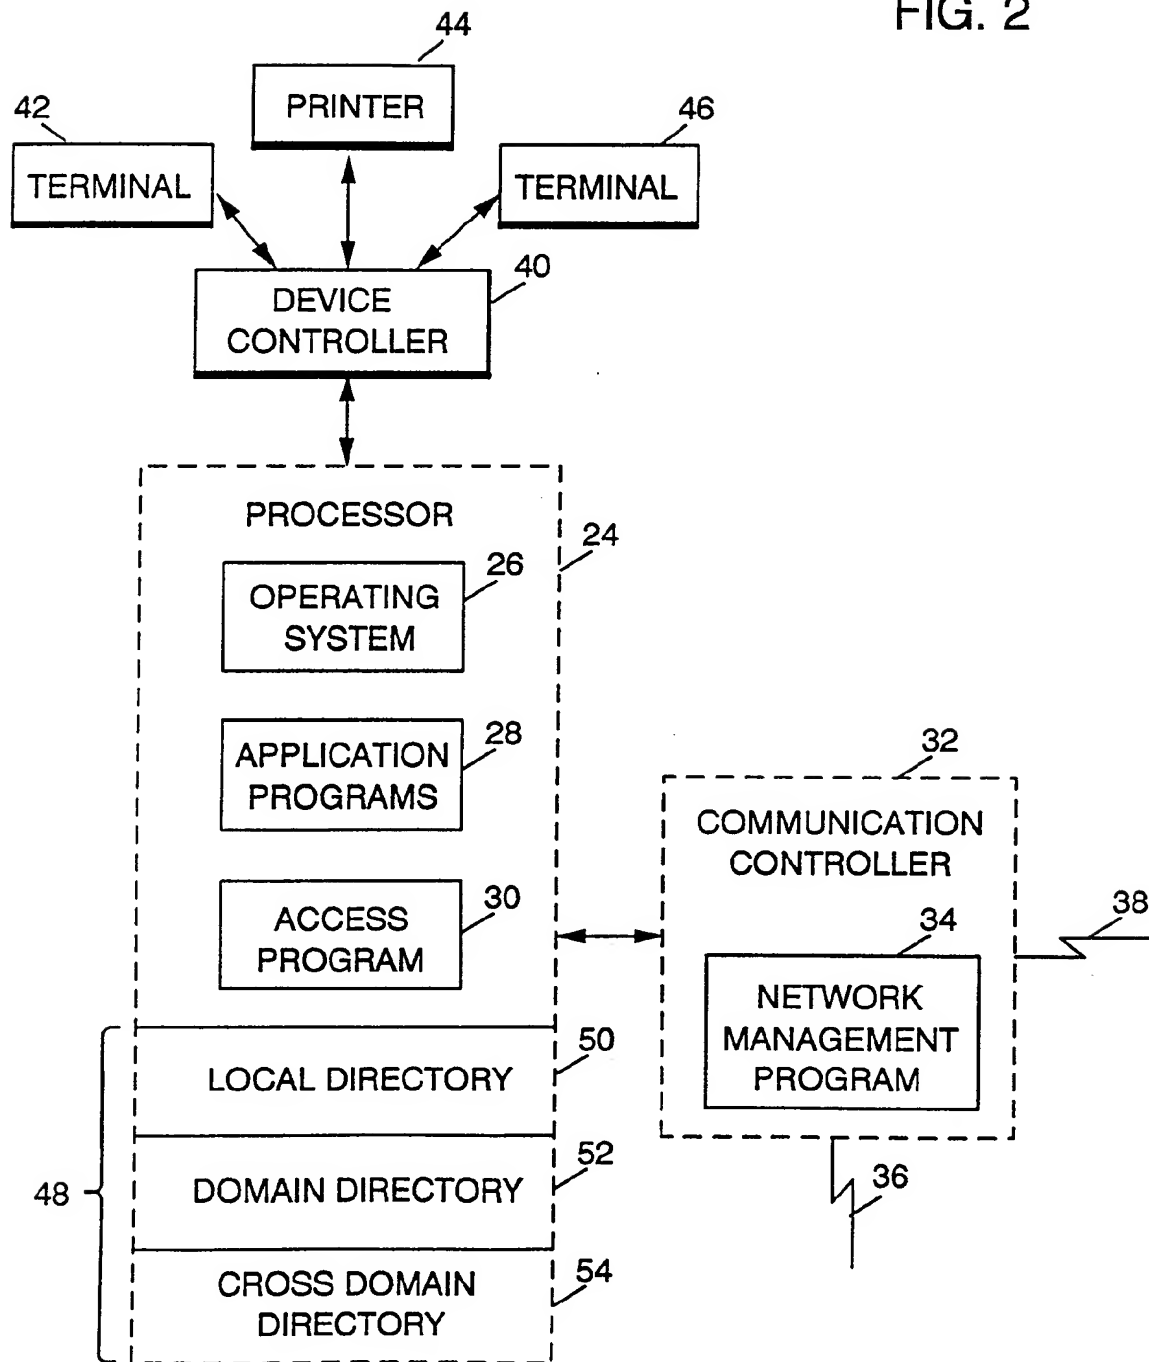 FIG. 2
44
PRINTER
42
TERMINAL
46
TERMINAL
40
DEVICE
CONTROLLER
PROCESSOR
24
26
OPERATING
SYSTEM
28
APPLICATION
PROGRAMS
30
ACCESS
PROGRAM
32
COMMUNICATION
CONTROLLER
34
NETWORK
MANAGEMENT
PROGRAM
38
36
48
50
LOCAL DIRECTORY
52
DOMAIN DIRECTORY
54
CROSS DOMAIN
DIRECTORY